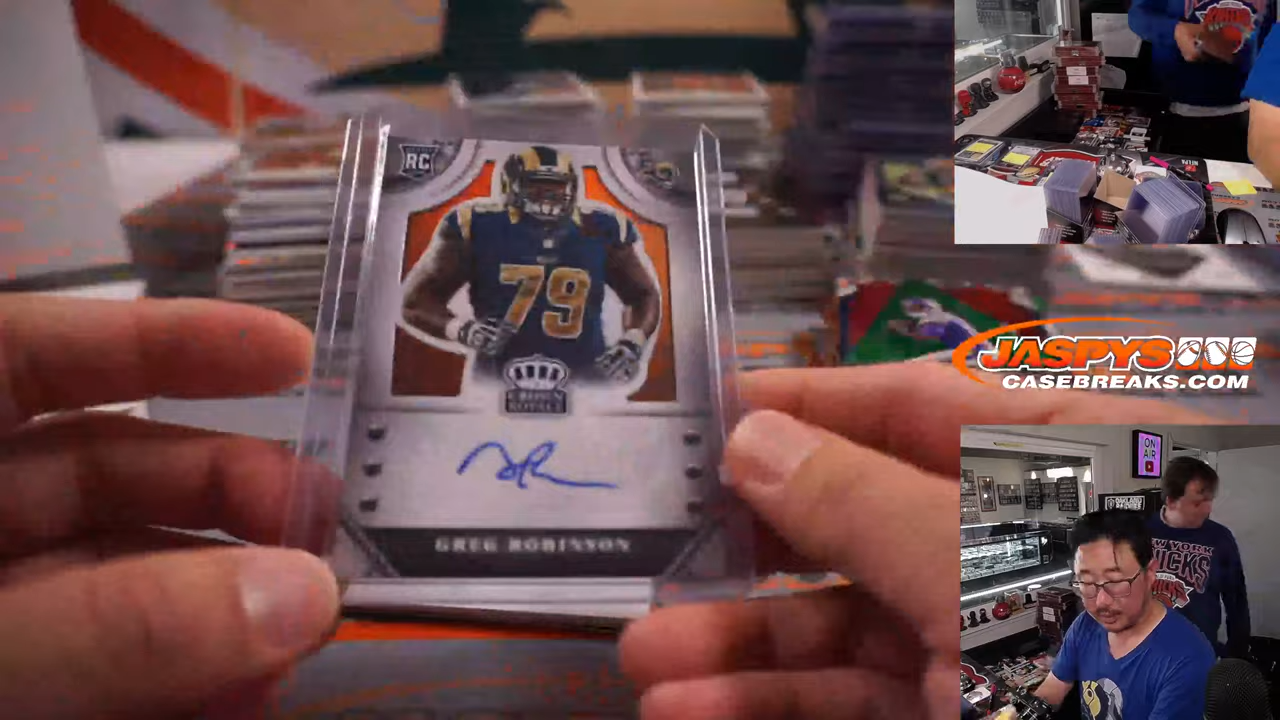 RC
79
CROWN
ROYALE
GREG ROBINSON
JASPYS
CASEBREAKS.COM
ON
AIR
NEW YORK
KNICKS